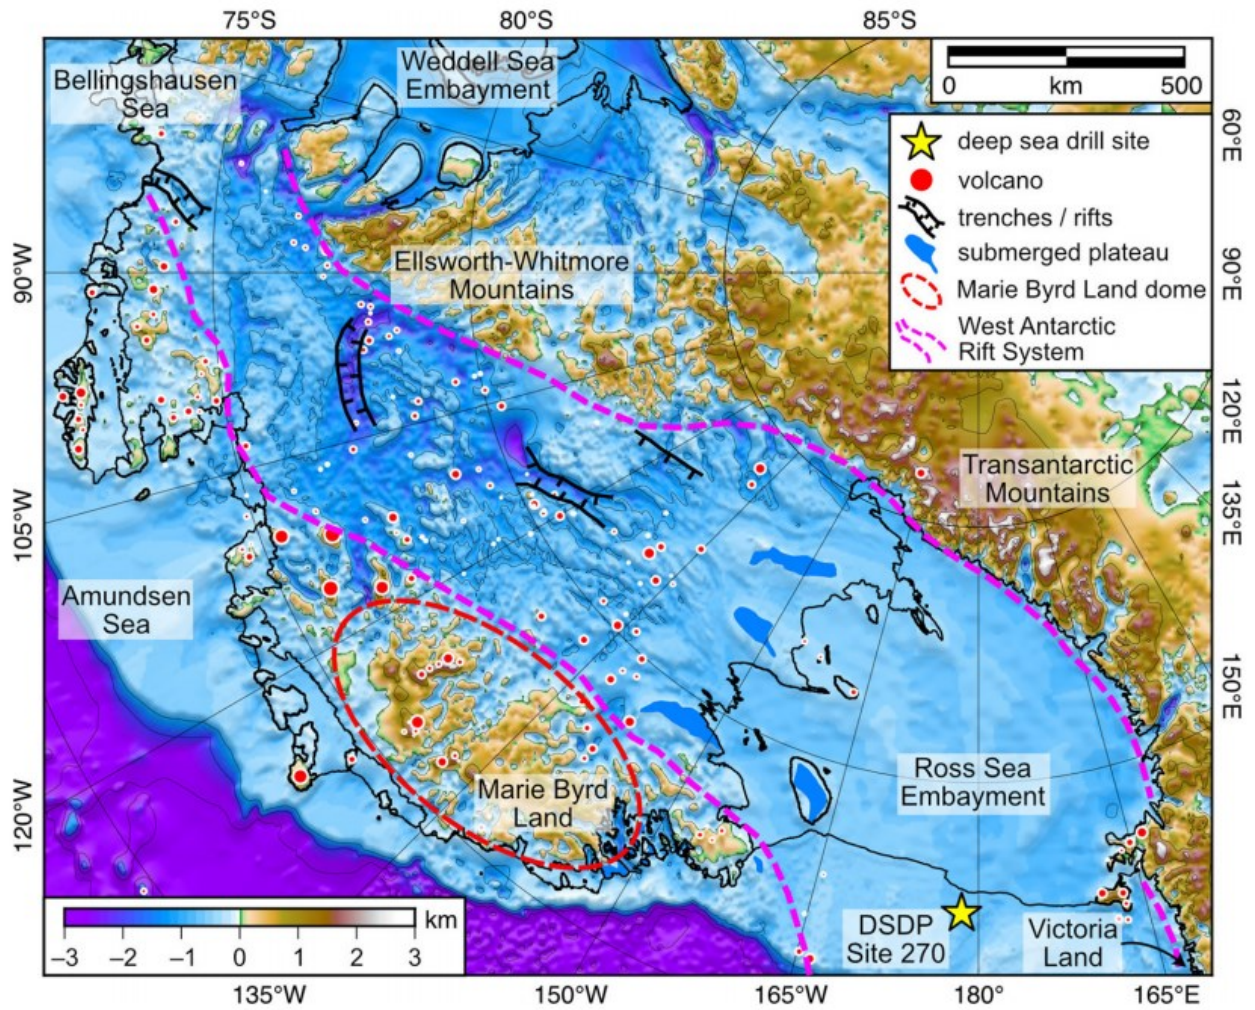 75°S
80°S
85°S
Bellingshausen
Sea
Weddell Sea
Embayment
0 km 500
deep sea drill site
volcano
trenches / rifts
submerged plateau
Marie Byrd Land dome
West Antarctic
Rift System
60°E
90°E
120°E
135°E
150°E
90°W
105°W
120°W
Ellsworth-Whitmore
Mountains
Transantarctic
Mountains
Amundsen
Sea
Marie Byrd
Land
Ross Sea
Embayment
DSDP
Site 270
Victoria
Land
km
–3 –2 –1 0 1 2 3
135°W
150°W
165°W
180°
165°E